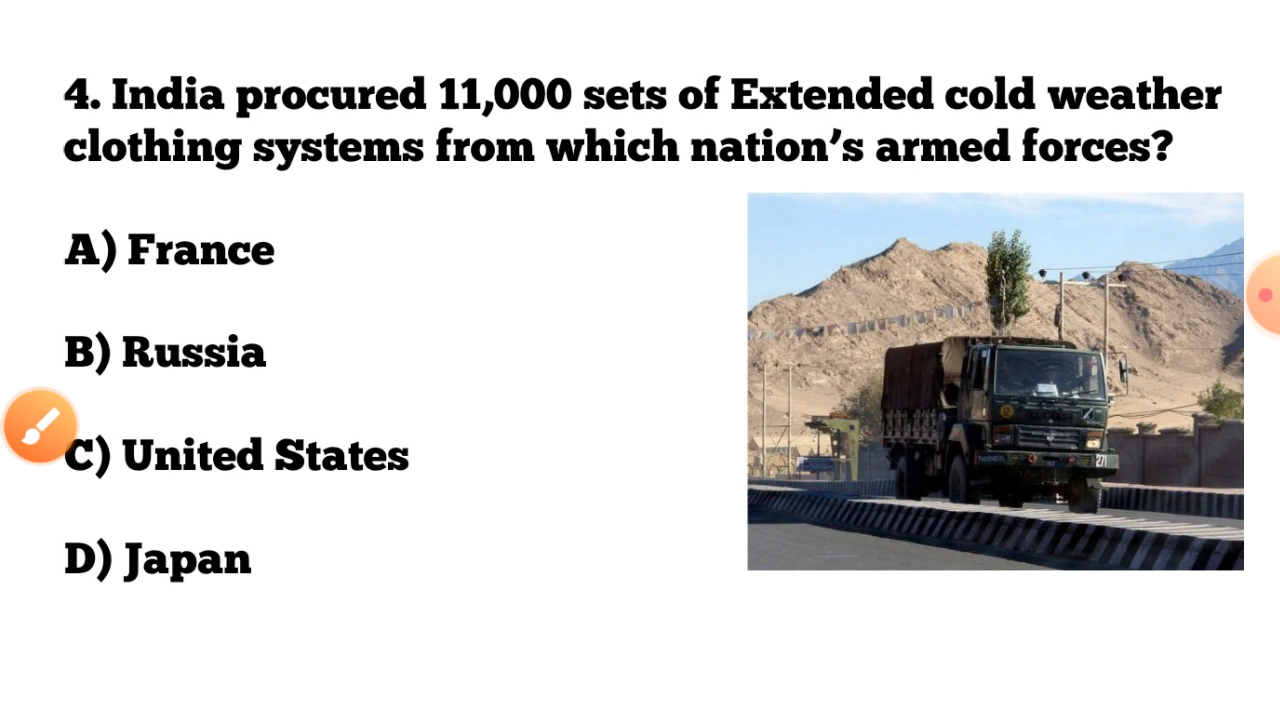 4. India procured 11,000 sets of Extended cold weather
clothing systems from which nation’s armed forces?
A) France
B) Russia
C) United States
D) Japan
27